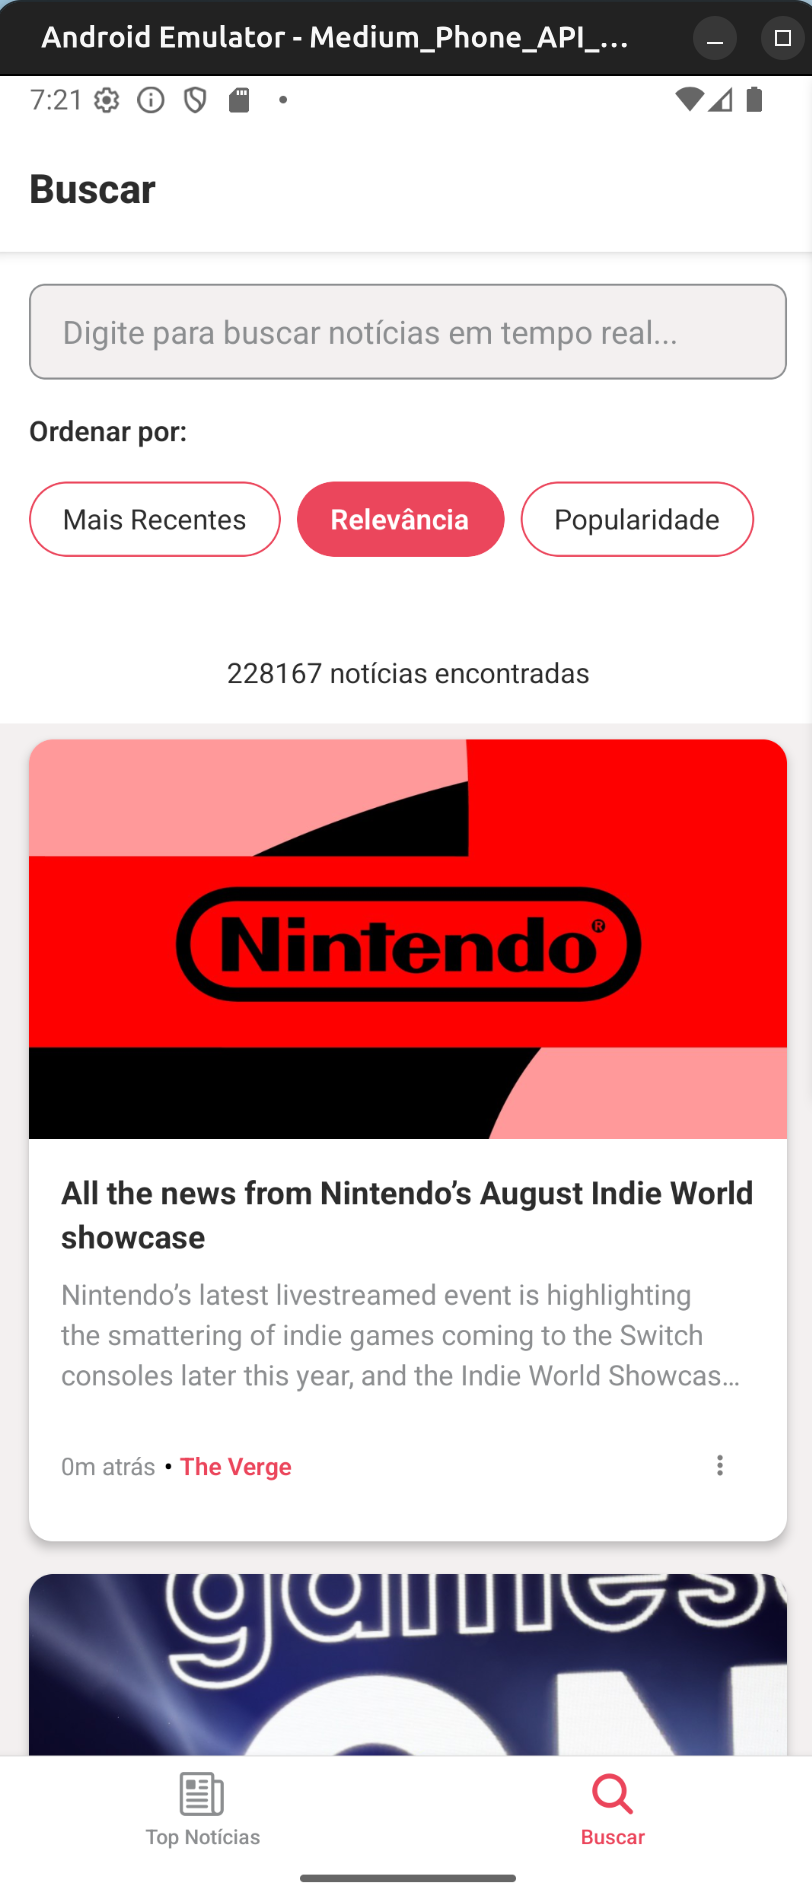 Android Emulator - Medium_Phone_API_...
7:21
Buscar
Digite para buscar notícias em tempo real...
Ordenar por:
Mais Recentes
Relevância
Popularidade
228167 notícias encontradas
Nintendo®
All the news from Nintendo’s August Indie World
showcase
Nintendo’s latest livestreamed event is highlighting
the smattering of indie games coming to the Switch
consoles later this year, and the Indie World Showcas...
0m atrás • The Verge
games
Top Notícias
Buscar